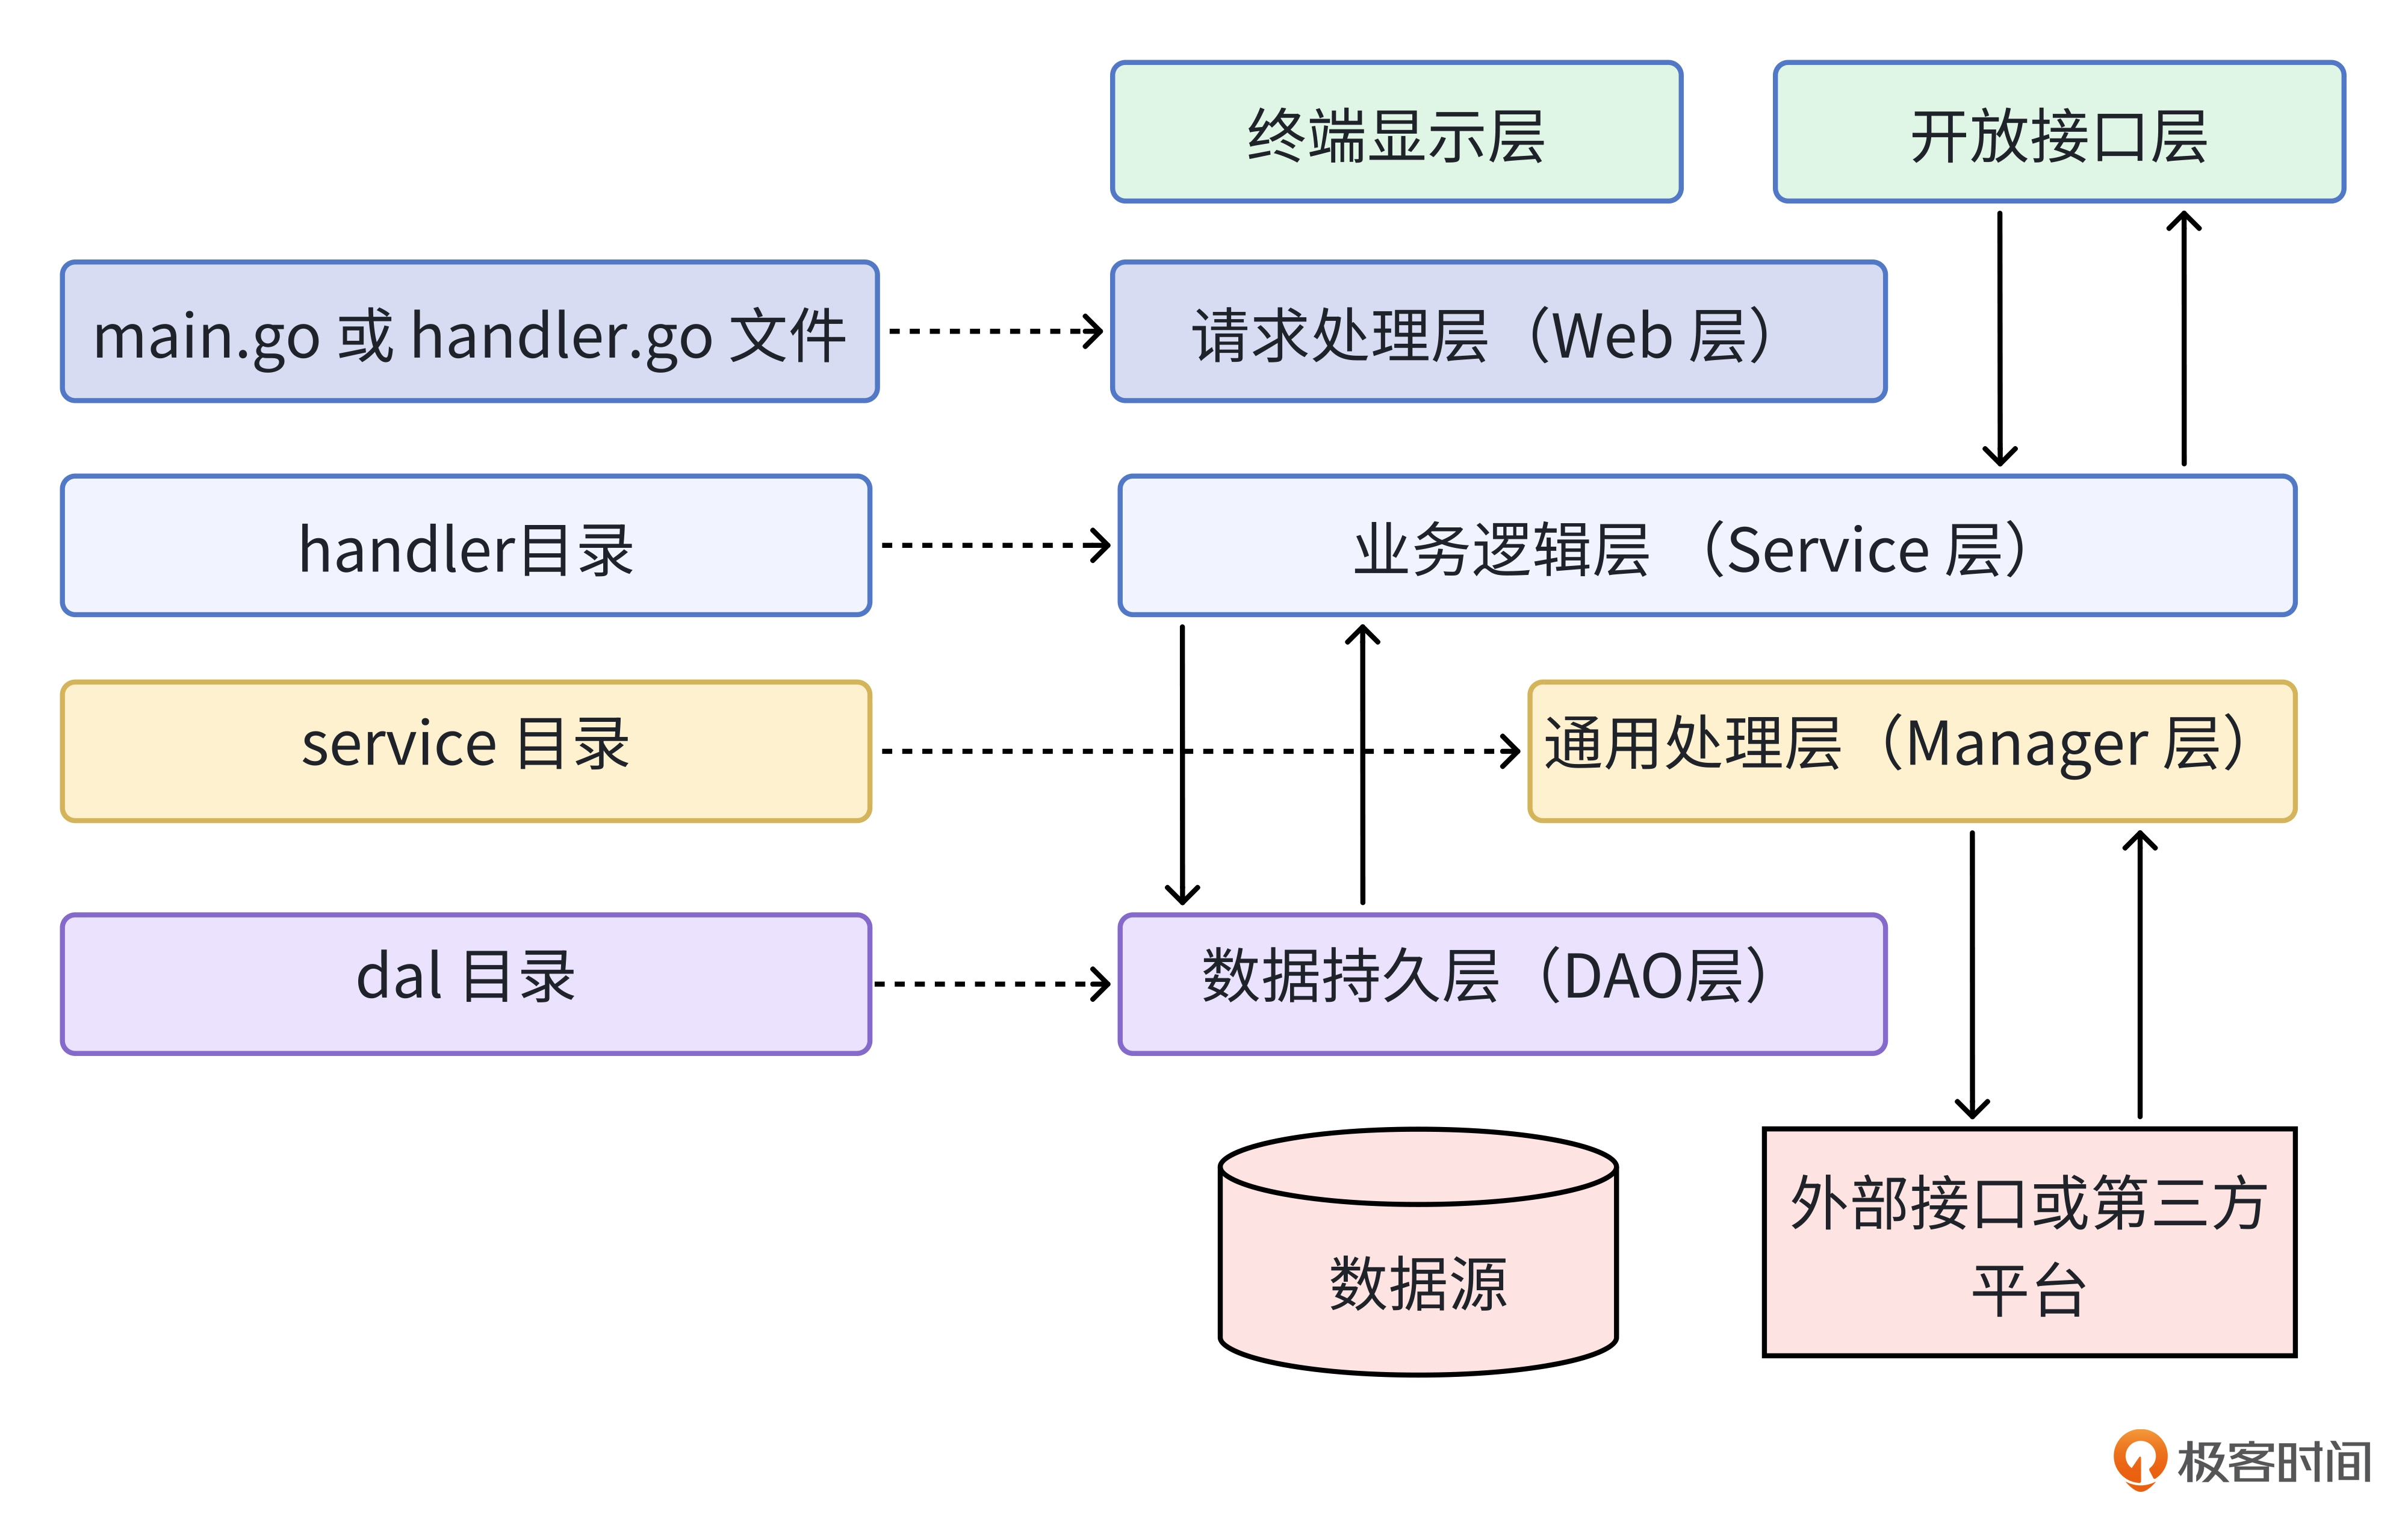 终端显示层
开放接口层
main.go 或 handler.go 文件
请求处理层（Web 层）
handler目录
业务逻辑层 （Service 层）
service 目录
通用处理层（Manager 层）
dal 目录
数据持久层（DAO层）
数据源
外部接口或第三方
平台
极客时间